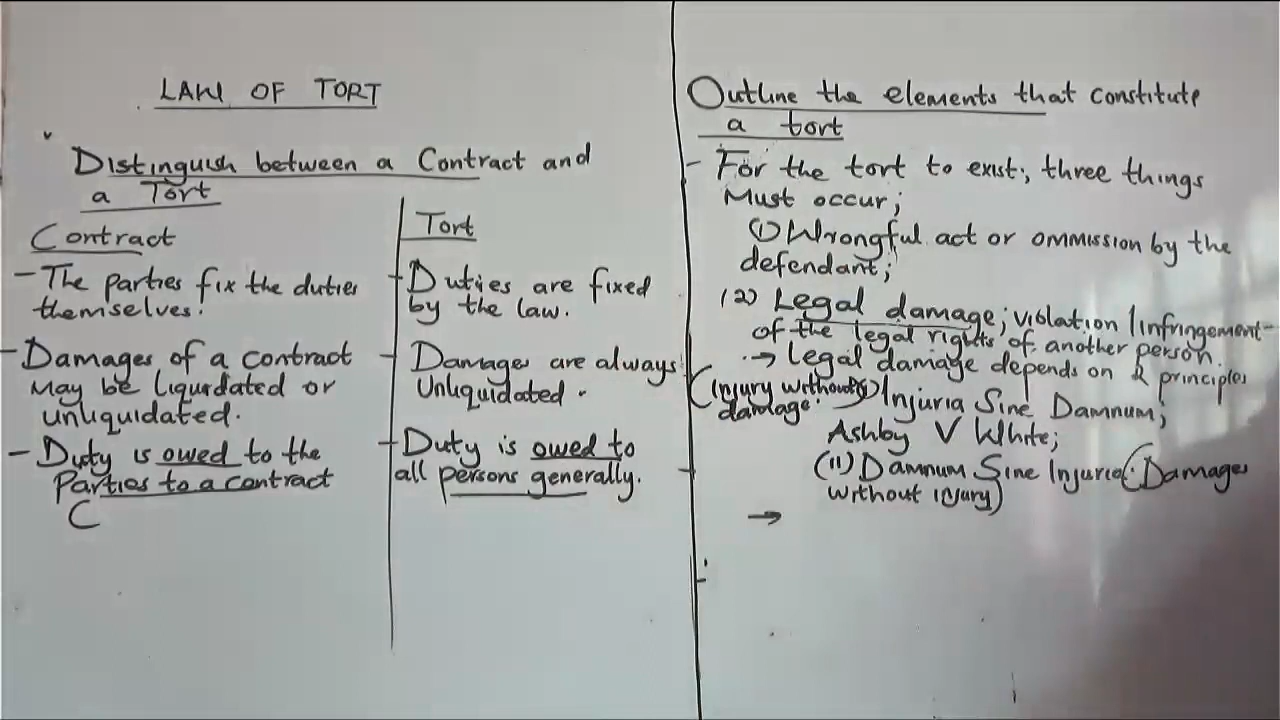 LAW OF TORT
Distinguish between a Contract and
a Tort
Contract
- The parties fix the duties
themselves.
- Damages of a contract
may be liquidated or
unliquidated.
- Duty is owed to the
Parties to a contract
(
Tort
- Duties are fixed
by the law.
- Damages are always
Unliquidated.
- Duty is owed to
all persons generally.
Outline the elements that constitute
a tort
- For the tort to exist; three things
Must occur;
(1) Wrongful act or ommission by the
defendant;
(2) Legal damage; violation/infringement
of the legal rights of another person.
→ Legal damage depends on 2 principles
(Injury without
damage. → (i) Injuria Sine Damnum;
Ashby V White;
(ii) Damnum Sine Injuria (Damages
without injury)
→